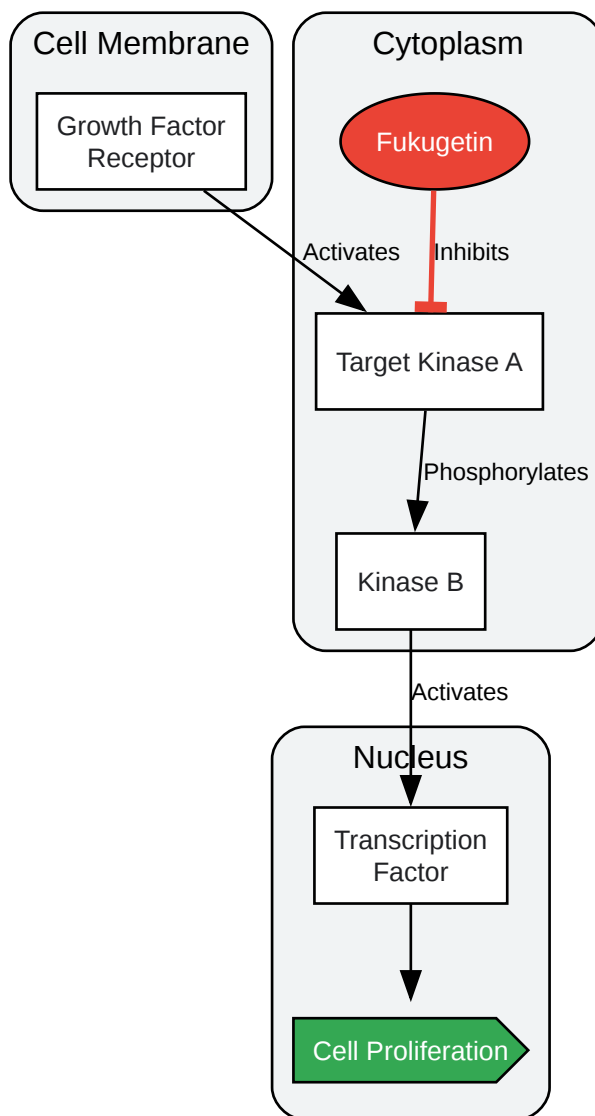 Cell Membrane
Growth Factor
Receptor
Cytoplasm
Fukugetin
Activates
Inhibits
Target Kinase A
Phosphorylates
Kinase B
Activates
Nucleus
Transcription
Factor
Cell Proliferation